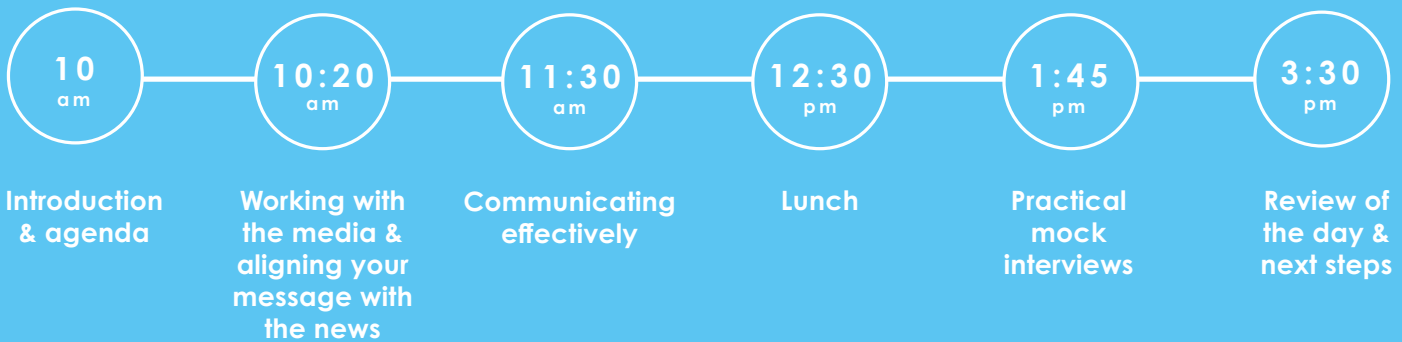 10
am
Introduction
& agenda
10:20
am
Working with
the media &
aligning your
message with
the news
11:30
am
Communicating
effectively
12:30
pm
Lunch
1:45
pm
Practical
mock
interviews
3:30
pm
Review of
the day &
next steps